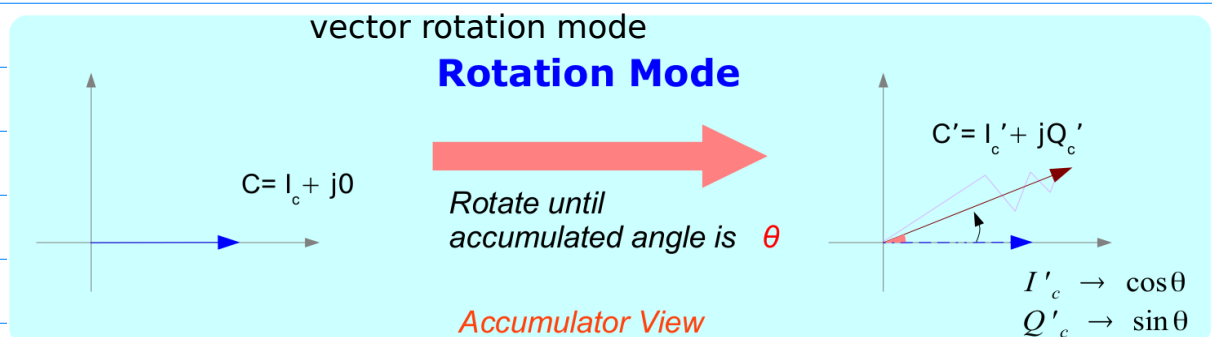 vector rotation mode
Rotation Mode
C= I_c+ j0
Rotate until
accumulated angle is θ
Accumulator View
C′= I_c′+ jQ_c′
I′_c → cosθ
Q′_c → sinθ